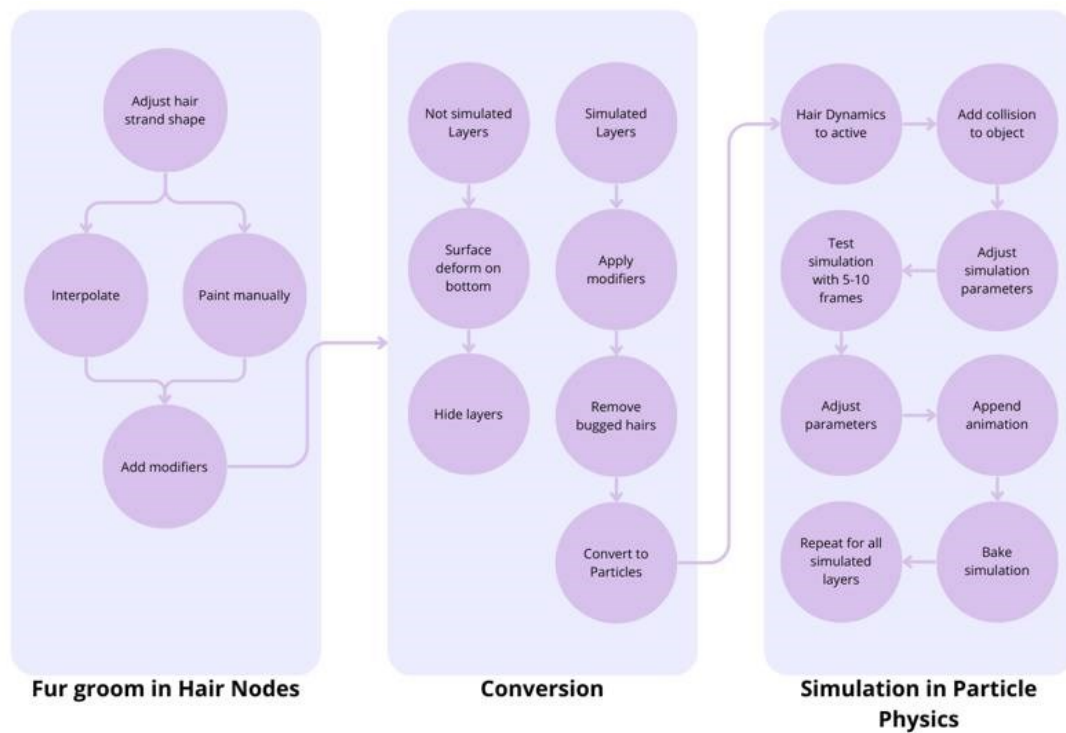 Adjust hair
strand shape
Interpolate
Paint manually
Add modifiers
Fur groom in Hair Nodes
Not simulated
Layers
Surface
deform on
bottom
Hide layers
Simulated
Layers
Apply
modifiers
Remove
bugged hairs
Convert to
Particles
Conversion
Hair Dynamics
to active
Add collision to
object
Adjust
simulation
parameters
Test
simulation
with 5-10
frames
Adjust
parameters
Append
animation
Bake
simulation
Repeat for all
simulated
layers
Simulation in Particle
Physics